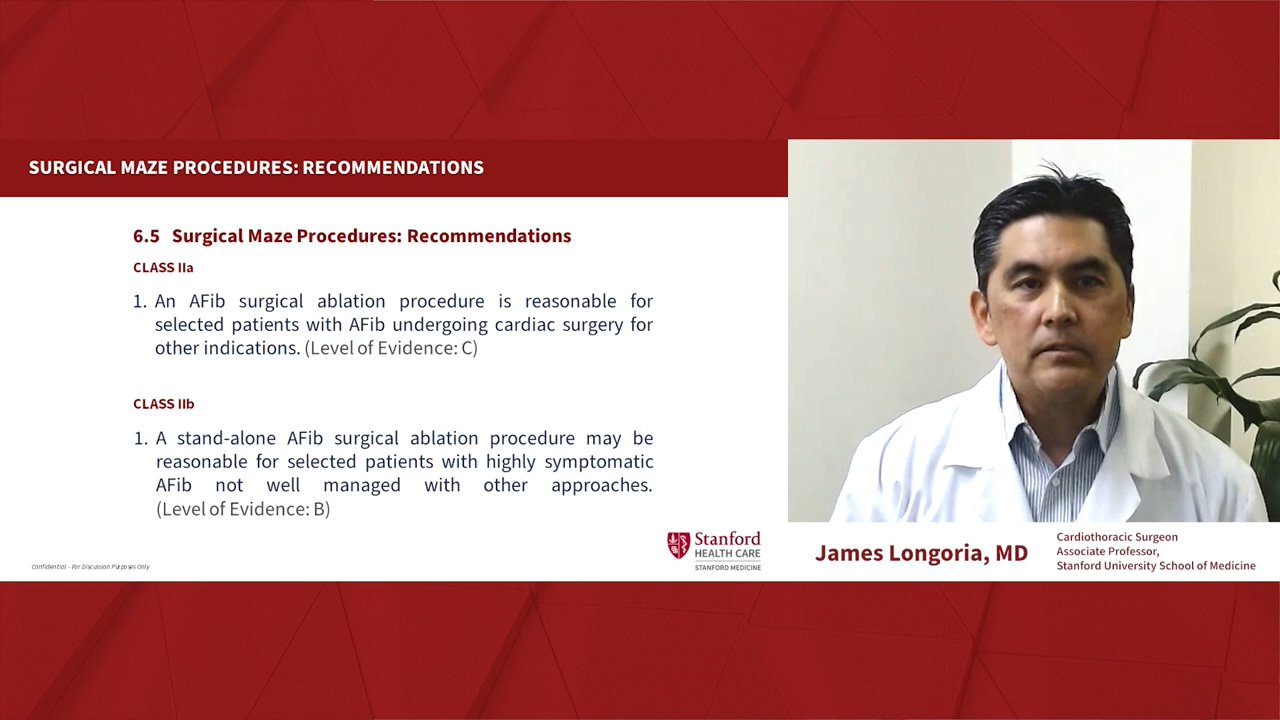 SURGICAL MAZE PROCEDURES: RECOMMENDATIONS
6.5 Surgical Maze Procedures: Recommendations
CLASS IIa
1. An AFib surgical ablation procedure is reasonable for
selected patients with AFib undergoing cardiac surgery for
other indications. (Level of Evidence: C)
CLASS IIb
1. A stand-alone AFib surgical ablation procedure may be
reasonable for selected patients with highly symptomatic
AFib not well managed with other approaches.
(Level of Evidence: B)
Confidential - For Discussion Purposes Only
Stanford
HEALTH CARE
STANFORD MEDICINE
James Longoria, MD
Cardiothoracic Surgeon
Associate Professor,
Stanford University School of Medicine